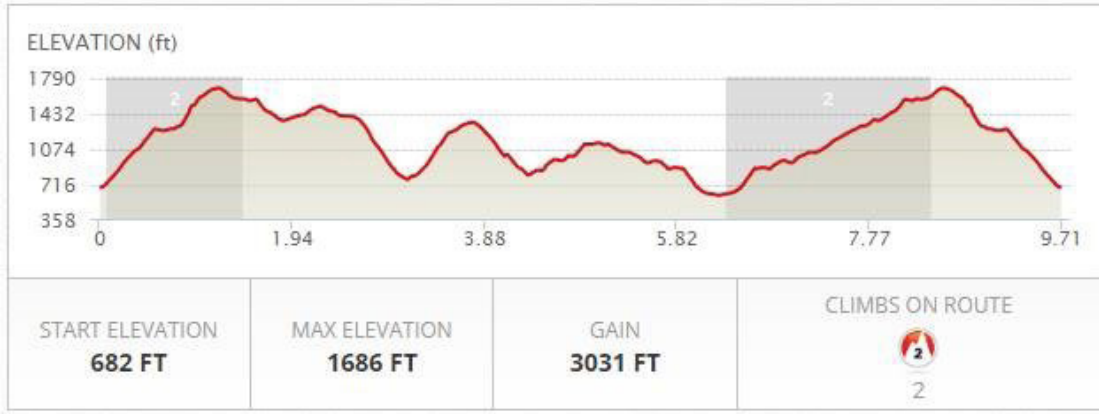 ELEVATION (ft)
1790
1432
1074
716
358
2
2
0 1.94 3.88 5.82 7.77 9.71
START ELEVATION
682 FT
MAX ELEVATION
1686 FT
GAIN
3031 FT
CLIMBS ON ROUTE
2
2